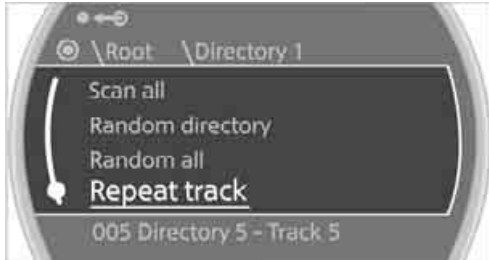 \Root \Directory 1
Scan all
Random directory
Random all
Repeat track
005 Directory 5 - Track 5